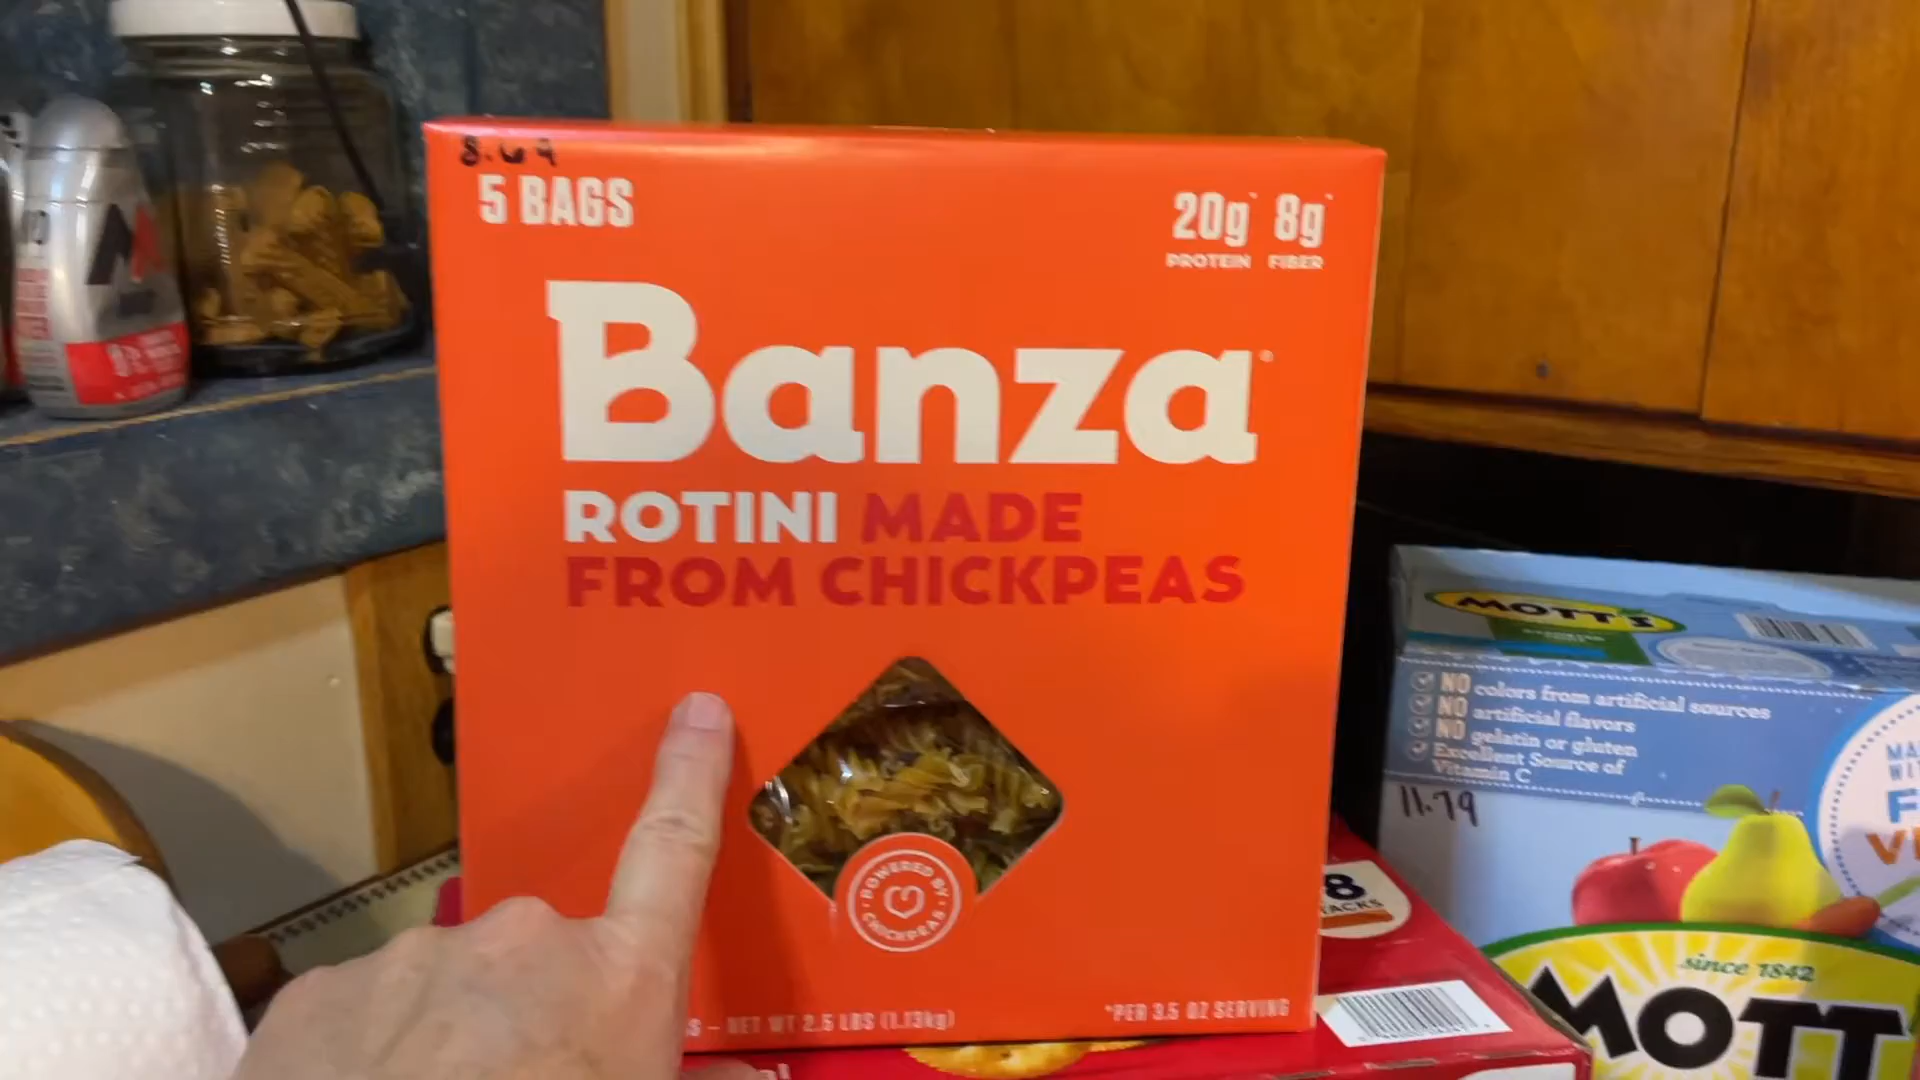 8.69
5 BAGS
20g 8g
PROTEIN FIBER
Banza
ROTINI MADE
FROM CHICKPEAS
POWERED BY
CHICKPEAS
NET WT 2.5 LBS (1.13kg)
*PER 3.5 OZ SERVING
MOTT'S
NO colors from artificial sources
NO artificial flavors
NO gelatin or gluten
Excellent Source of
Vitamin C
11.79
8
since 1842
MOTT